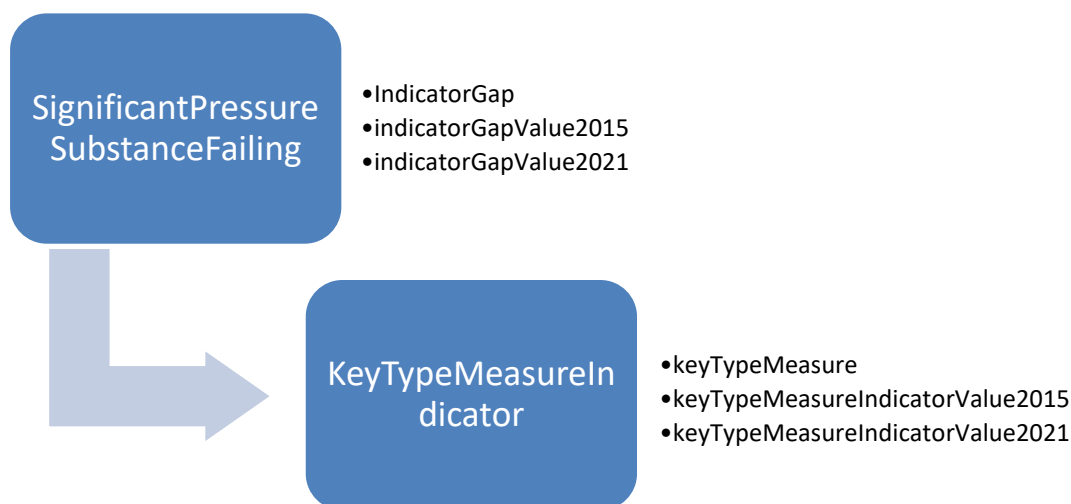 SignificantPressure
SubstanceFailing
•IndicatorGap
•indicatorGapValue2015
•indicatorGapValue2021
KeyTypeMeasureIn
dicator
•keyTypeMeasure
•keyTypeMeasureIndicatorValue2015
•keyTypeMeasureIndicatorValue2021